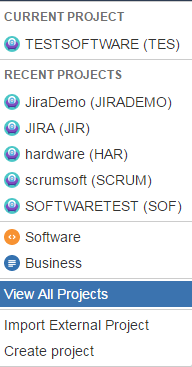 CURRENT PROJECT
TESTSOFTWARE (TES)
RECENT PROJECTS
JiraDemo (JIRADEMO)
JIRA (JIR)
hardware (HAR)
scrumsoft (SCRUM)
SOFTWARETEST (SOF)
Software
Business
View All Projects
Import External Project
Create project